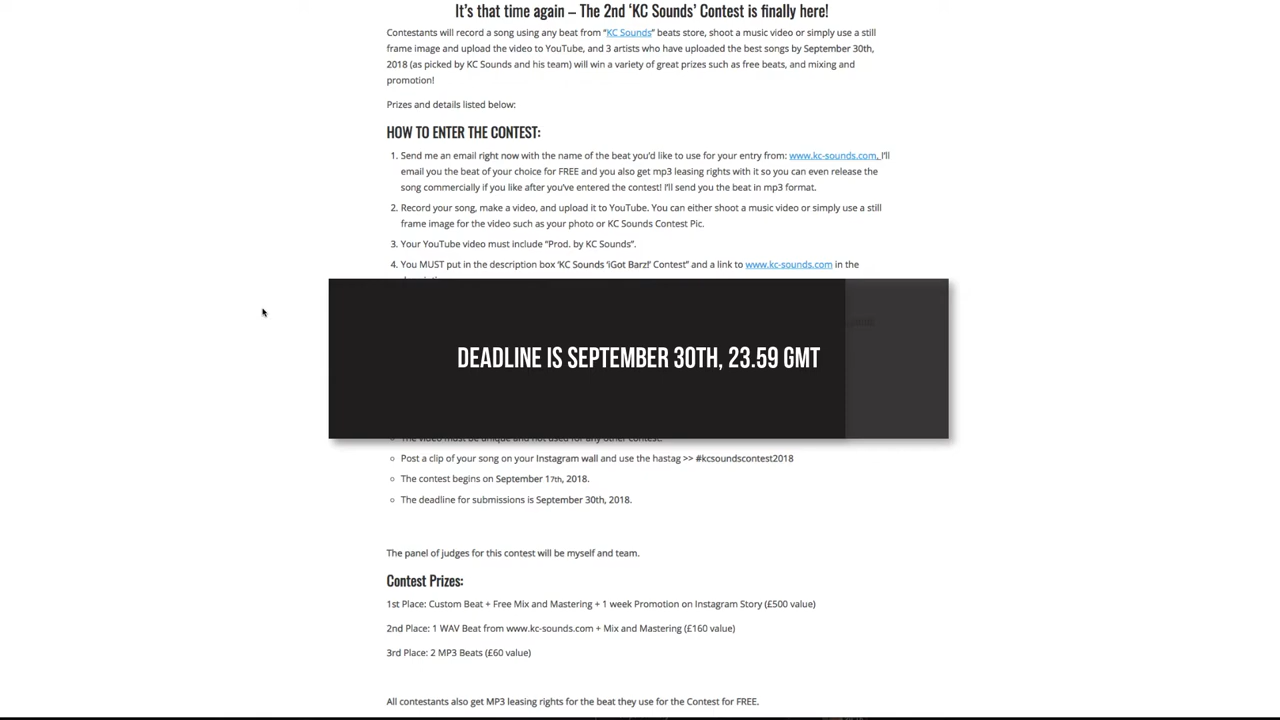 It's that time again – The 2nd 'KC Sounds' Contest is finally here!
Contestants will record a song using any beat from "KC Sounds" beats store, shoot a music video or simply use a still
frame image and upload the video to YouTube, and 3 artists who have uploaded the best songs by September 30th,
2018 (as picked by KC Sounds and his team) will win a variety of great prizes such as free beats, and mixing and
promotion!
Prizes and details listed below:
HOW TO ENTER THE CONTEST:
1. Send me an email right now with the name of the beat you'd like to use for your entry from: www.kc-sounds.com. I'll
email you the beat of your choice for FREE and you also get mp3 leasing rights with it so you can even release the
song commercially if you like after you've entered the contest! I'll send you the beat in mp3 format.
2. Record your song, make a video, and upload it to YouTube. You can either shoot a music video or simply use a still
frame image for the video such as your photo or KC Sounds Contest Pic.
3. Your YouTube video must include "Prod. by KC Sounds".
4. You MUST put in the description box 'KC Sounds 'iGot Barz!' Contest" and a link to www.kc-sounds.com in the
DEADLINE IS SEPTEMBER 30TH, 23.59 GMT
The video must be unique and not used for any other contest.
Post a clip of your song on your Instagram wall and use the hastag >> #kcsoundscontest2018
The contest begins on September 17th, 2018.
The deadline for submissions is September 30th, 2018.
The panel of judges for this contest will be myself and team.
Contest Prizes:
1st Place: Custom Beat + Free Mix and Mastering + 1 week Promotion on Instagram Story (£500 value)
2nd Place: 1 WAV Beat from www.kc-sounds.com + Mix and Mastering (£160 value)
3rd Place: 2 MP3 Beats (£60 value)
All contestants also get MP3 leasing rights for the beat they use for the Contest for FREE.